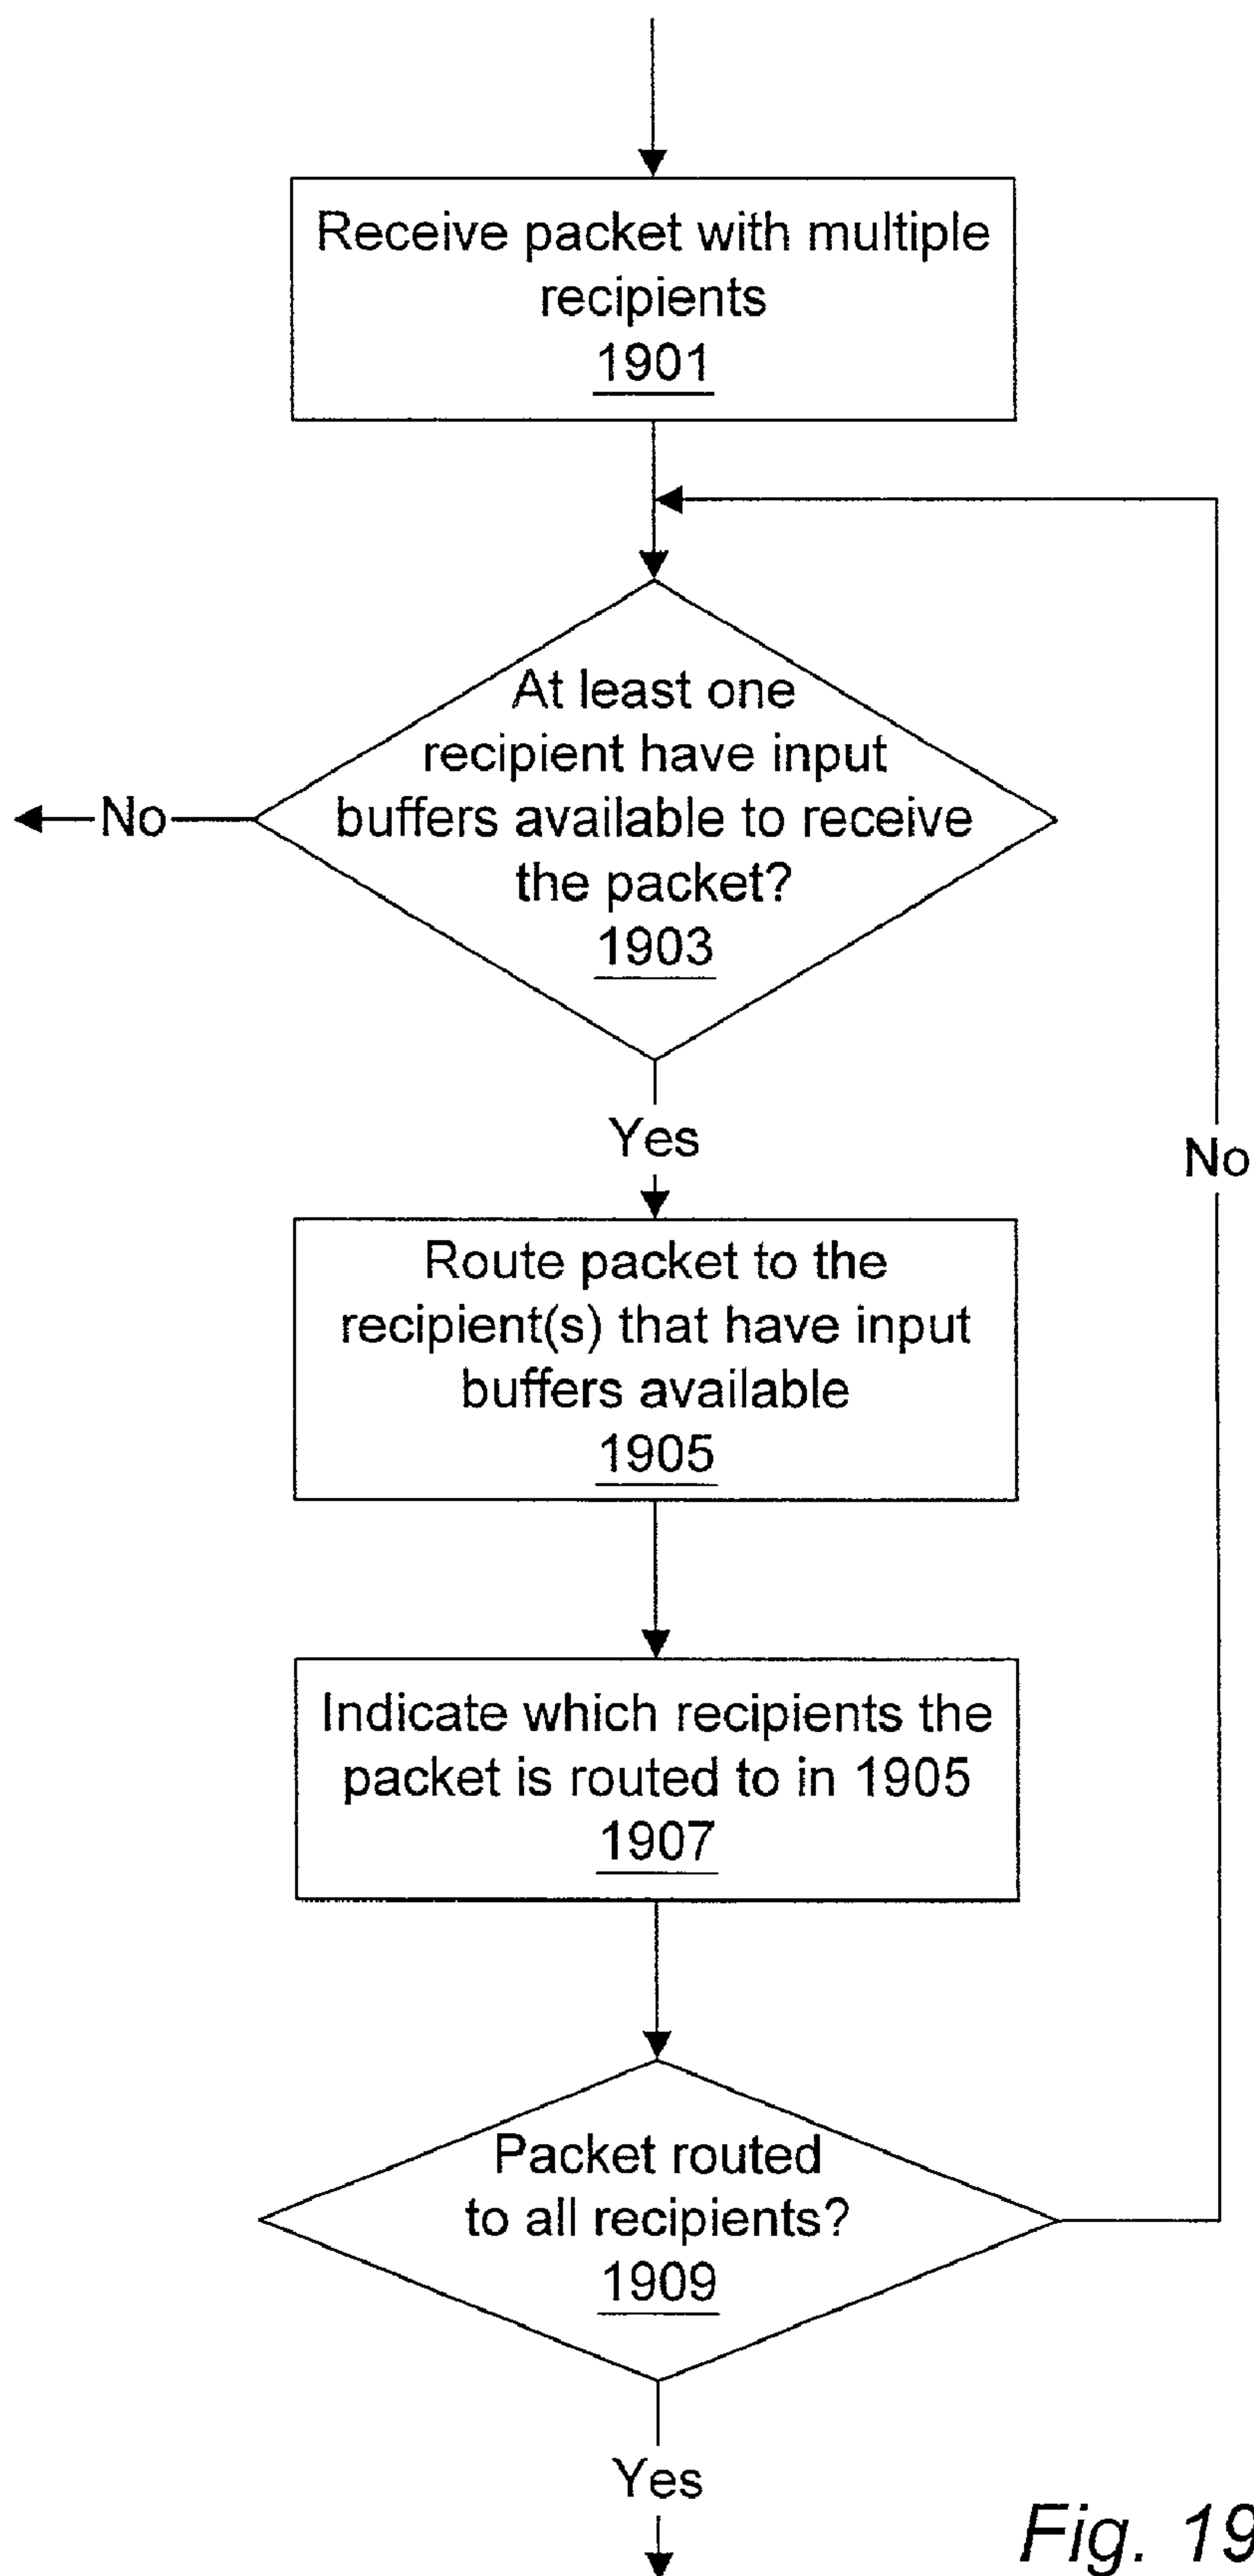 Receive packet with multiple
recipients
1901
At least one
recipient have input
buffers available to receive
the packet?
1903
No
Yes
No
Route packet to the
recipient(s) that have input
buffers available
1905
Indicate which recipients the
packet is routed to in 1905
1907
Packet routed
to all recipients?
1909
Yes
Fig. 19